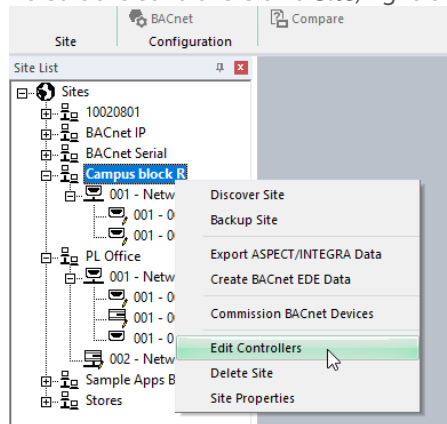 BACnet
Compare
Site
Configuration
Site List
Sites
10020801
BACnet IP
BACnet Serial
Campus block R
001 - Netw
001 - 0
001 - 0
PL Office
001 - Netw
001 - 0
001 - 0
001 - 0
002 - Netw
Sample Apps B
Stores
Discover Site
Backup Site
Export ASPECT/INTEGRA Data
Create BACnet EDE Data
Commission BACnet Devices
Edit Controllers
Delete Site
Site Properties